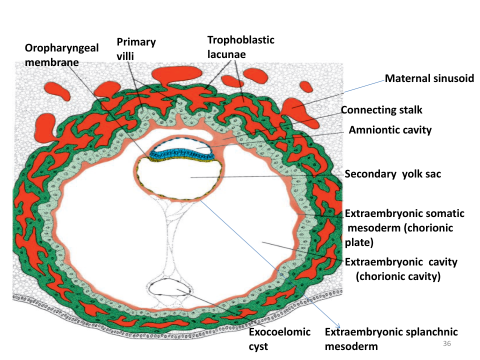 Oropharyngeal
membrane
Primary
villi
Trophoblastic
lacunae
Maternal sinusoid
Connecting stalk
Amniontic cavity
Secondary yolk sac
Extraembryonic somatic
mesoderm (chorionic
plate)
Extraembryonic cavity
(chorionic cavity)
Exocoelomic
cyst
Extraembryonic splanchnic
mesoderm
36